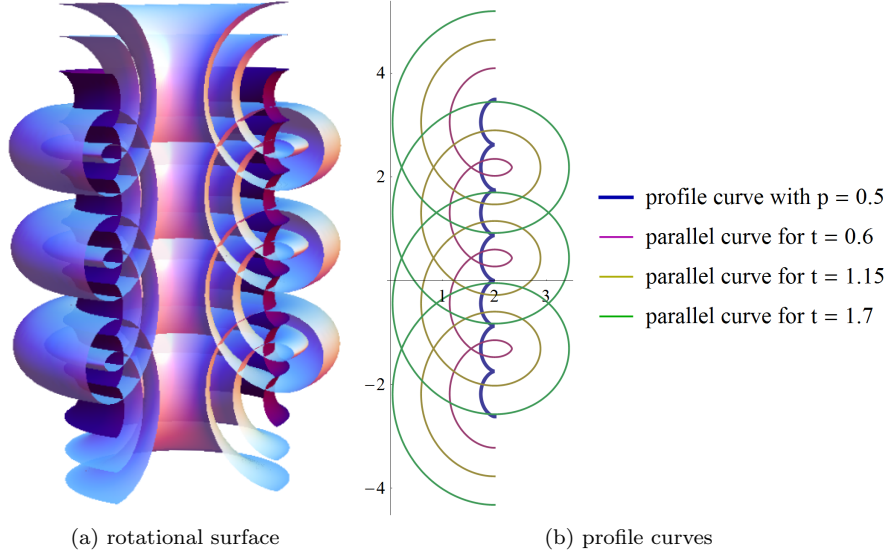 4
2
1 2 3
-2
-4
profile curve with p = 0.5
parallel curve for t = 0.6
parallel curve for t = 1.15
parallel curve for t = 1.7
(a) rotational surface
(b) profile curves